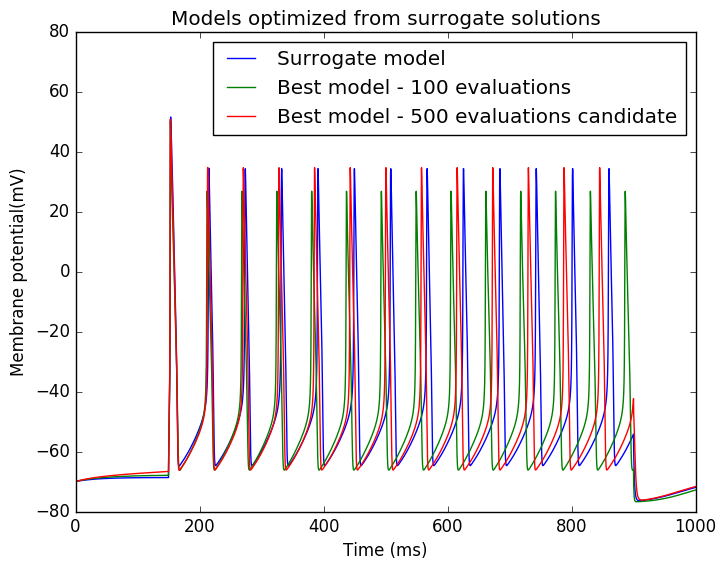 Models optimized from surrogate solutions
Surrogate model
Best model - 100 evaluations
Best model - 500 evaluations candidate
Membrane potential(mV)
80
60
40
20
0
−20
−40
−60
−80
0 200 400 600 800 1000
Time (ms)